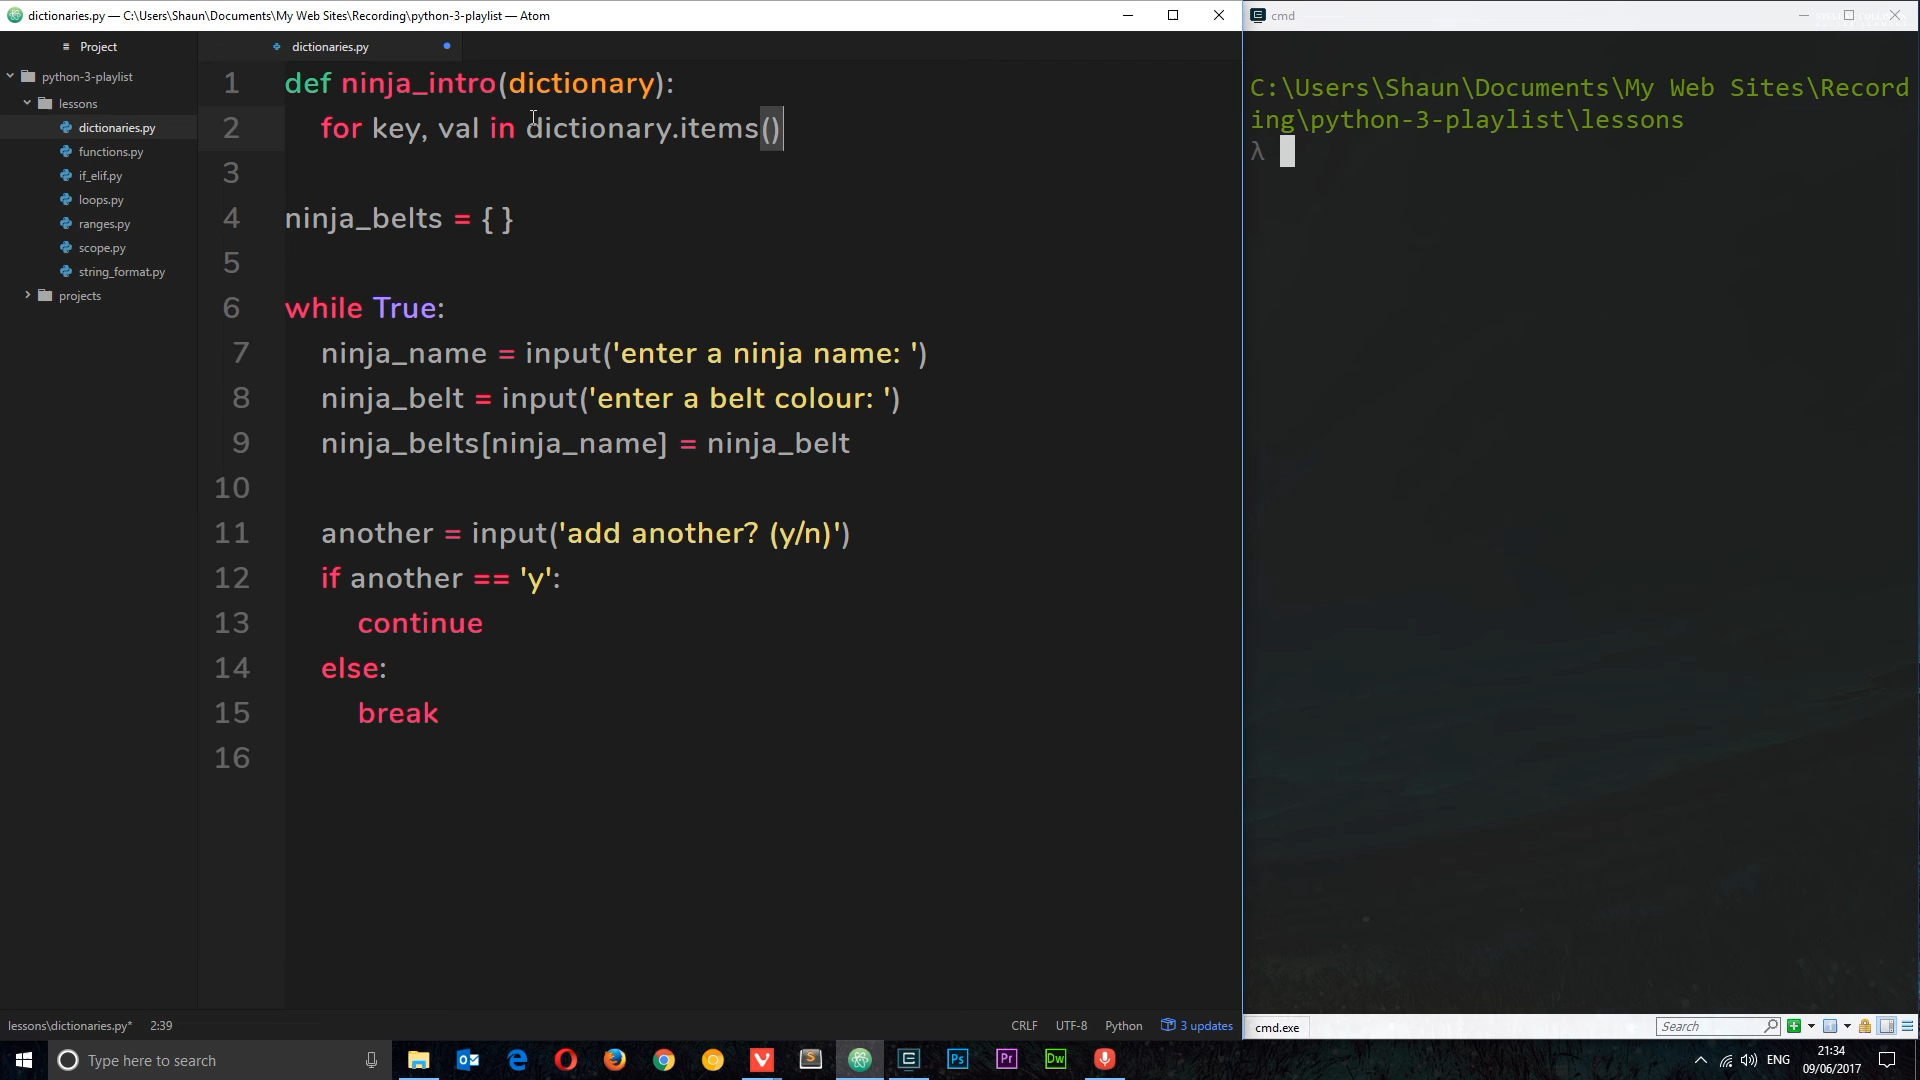 dictionaries.py — C:\Users\Shaun\Documents\My Web Sites\Recording\python-3-playlist — Atom
Project
python-3-playlist
lessons
dictionaries.py
functions.py
if_elif.py
loops.py
ranges.py
scope.py
string_format.py
projects
dictionaries.py
1 def ninja_intro(dictionary):
2 for key, val in dictionary.items()
3
4 ninja_belts = { }
5
6 while True:
7 ninja_name = input('enter a ninja name: ')
8 ninja_belt = input('enter a belt colour: ')
9 ninja_belts[ninja_name] = ninja_belt
10
11 another = input('add another? (y/n)')
12 if another == 'y':
13 continue
14 else:
15 break
16
lessons\dictionaries.py* 2:39
CRLF UTF-8 Python 3 updates
cmd
C:\Users\Shaun\Documents\My Web Sites\Record
ing\python-3-playlist\lessons
λ
cmd.exe
Search
Type here to search
Ps Pr Dw
ENG
21:34
09/06/2017